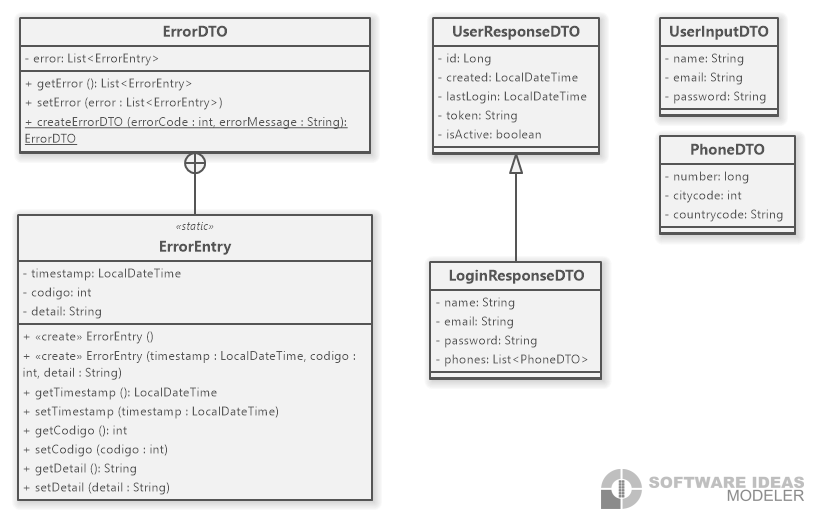 ErrorDTO
- error: List<ErrorEntry>
+ getError (): List<ErrorEntry>
+ setError (error : List<ErrorEntry>)
+ createErrorDTO (errorCode : int, errorMessage : String):
ErrorDTO
«static»
ErrorEntry
- timestamp: LocalDateTime
- codigo: int
- detail: String
+ «create» ErrorEntry ()
+ «create» ErrorEntry (timestamp : LocalDateTime, codigo :
int, detail : String)
+ getTimestamp (): LocalDateTime
+ setTimestamp (timestamp : LocalDateTime)
+ getCodigo (): int
+ setCodigo (codigo : int)
+ getDetail (): String
+ setDetail (detail : String)
UserResponseDTO
- id: Long
- created: LocalDateTime
- lastLogin: LocalDateTime
- token: String
- isActive: boolean
LoginResponseDTO
- name: String
- email: String
- password: String
- phones: List<PhoneDTO>
UserInputDTO
- name: String
- email: String
- password: String
PhoneDTO
- number: long
- citycode: int
- countrycode: String
SOFTWARE IDEAS
MODELER